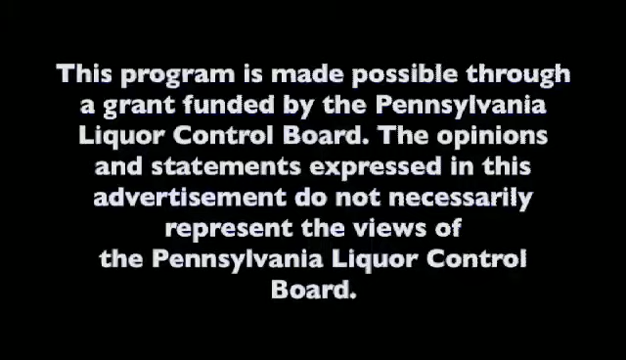 This program is made possible through
a grant funded by the Pennsylvania
Liquor Control Board. The opinions
and statements expressed in this
advertisement do not necessarily
represent the views of
the Pennsylvania Liquor Control
Board.